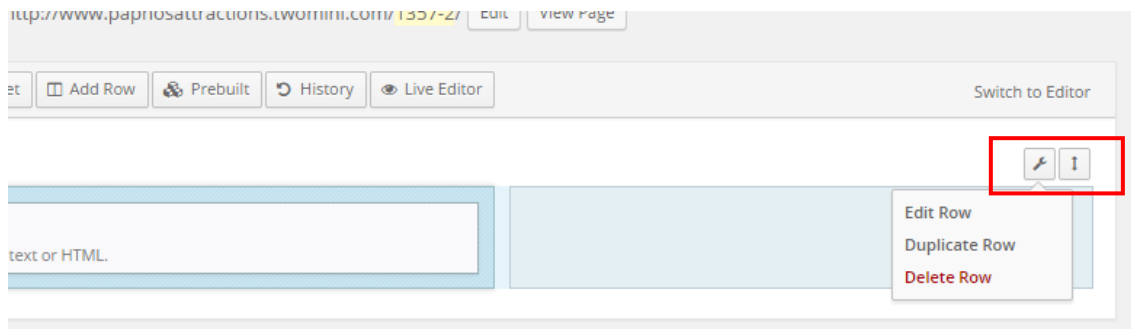 ttp://www.paphosattractions.twomini.com/1357-2/ Edit View Page
et Add Row Prebuilt History Live Editor Switch to Editor
Edit Row
Duplicate Row
text or HTML.
Delete Row